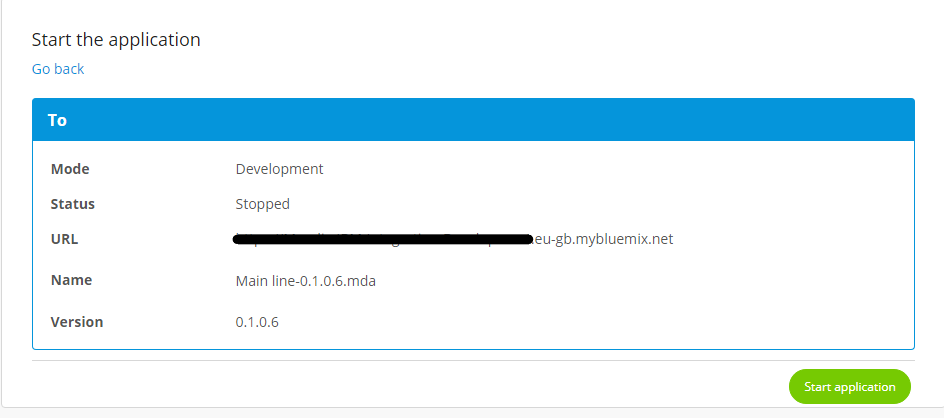 Start the application
Go back
To
Mode Development
Status Stopped
URL .eu-gb.mybluemix.net
Name Main line-0.1.0.6.mda
Version 0.1.0.6
Start application